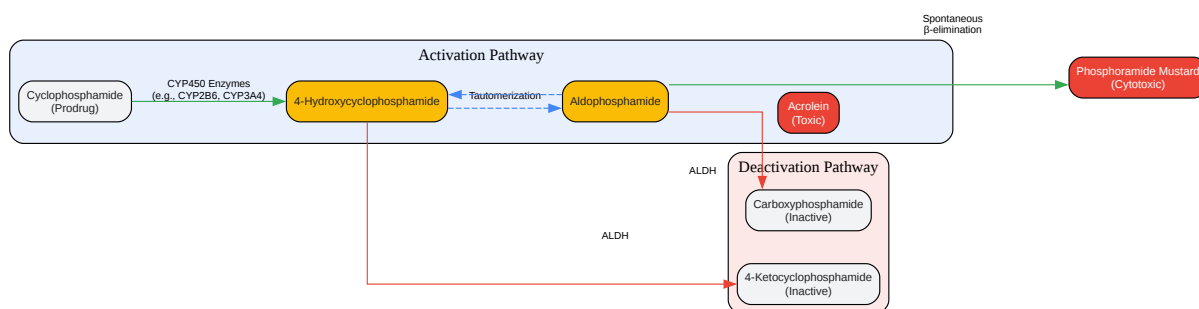 Spontaneous
β-elimination
Activation Pathway
Cyclophosphamide
(Prodrug)
CYP450 Enzymes
(e.g., CYP2B6, CYP3A4)
4-Hydroxycyclophosphamide
Tautomerization
Aldophosphamide
Acrolein
(Toxic)
Phosphoramide Mustard
(Cytotoxic)
ALDH
Deactivation Pathway
Carboxyphosphamide
(Inactive)
ALDH
4-Ketocyclophosphamide
(Inactive)